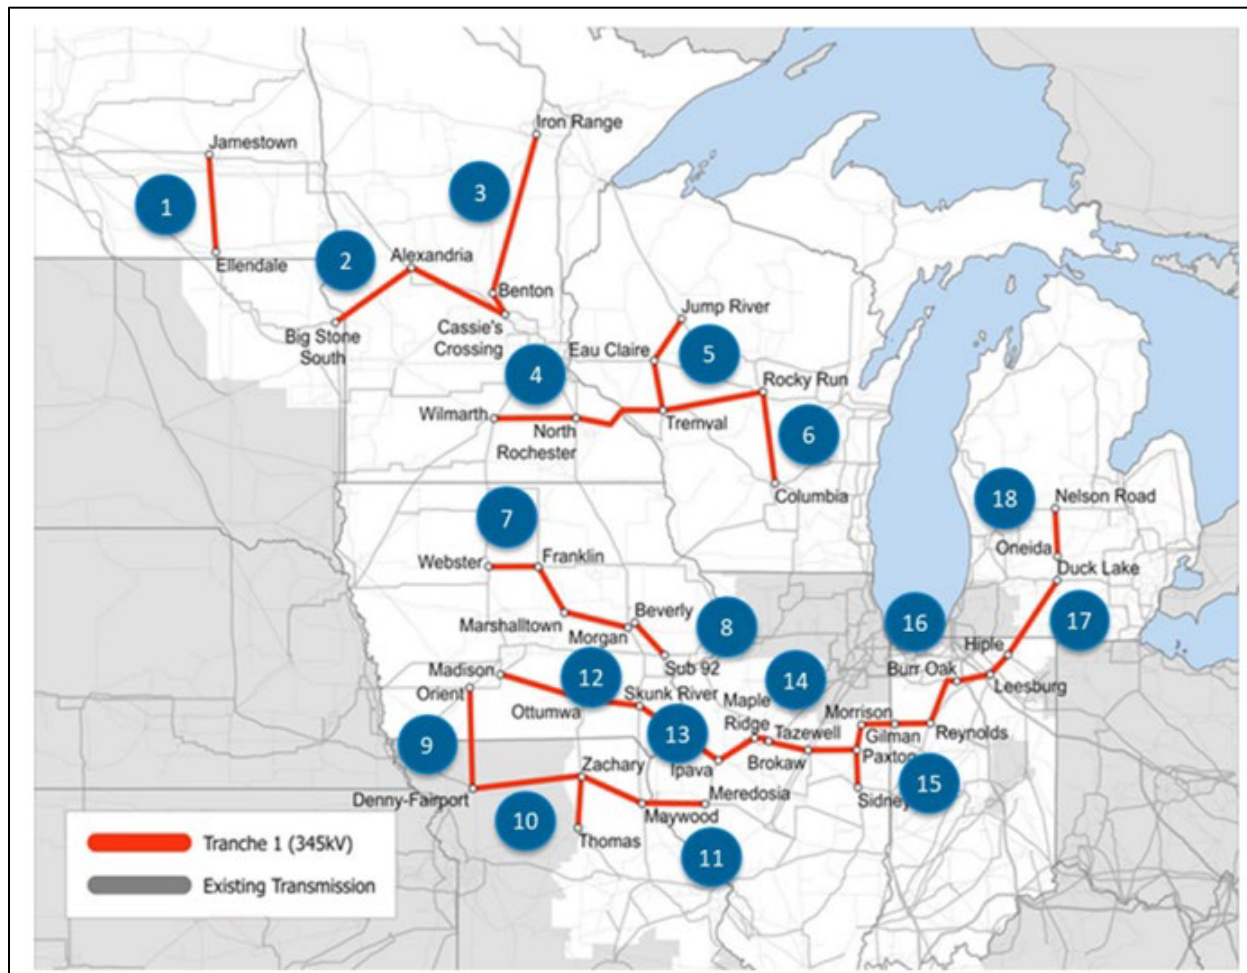 Iron Range
Jamestown
3
1
Ellendale
2
Alexandria
Benton
Big Stone
South
Cassie's
Crossing
Jump River
Eau Claire
5
4
Rocky Run
Wilmarth
North
Rochester
Tremval
6
Columbia
18
Nelson Road
Oneida
Duck Lake
7
Webster
Franklin
Marshalltown
Morgan
Beverly
8
Sub 92
16
17
Hiple
Burr Oak
Leesburg
Madison
Orient
12
Ottumwa
Skunk River
14
Maple
Ridge
Tazewell
Morrison
Gilman
Reynolds
9
13
Ipava
Brokaw
Paxton
15
Sidney
Zachary
Denny-Fairport
Meredosia
Maywood
10
Thomas
11
Tranche 1 (345kV)
Existing Transmission